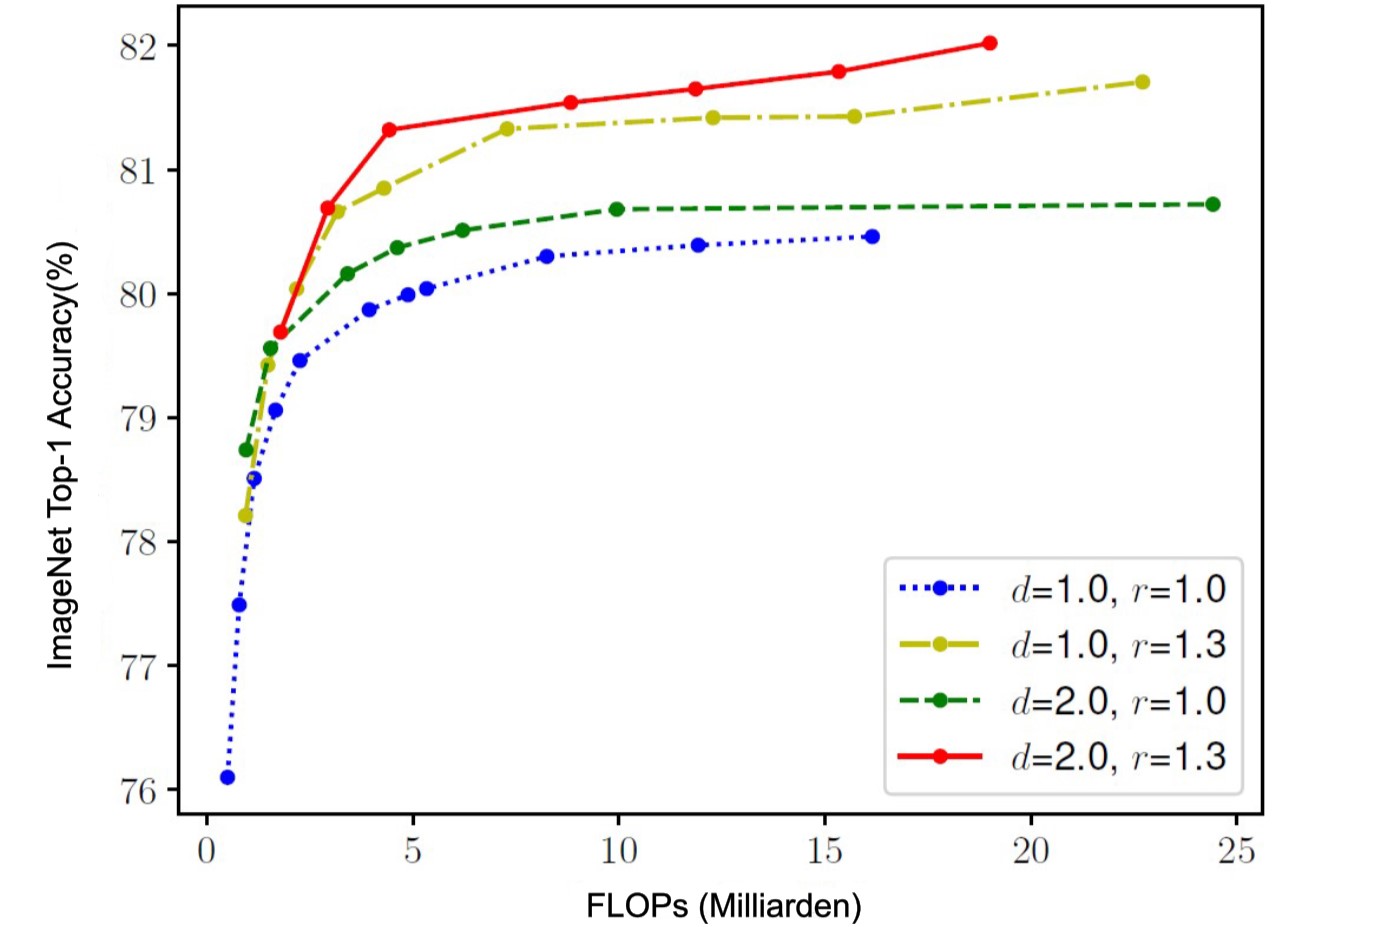 ImageNet Top-1 Accuracy(%)
82
81
80
79
78
77
76
d=1.0, r=1.0
d=1.0, r=1.3
d=2.0, r=1.0
d=2.0, r=1.3
0 5 10 15 20 25
FLOPs (Milliarden)